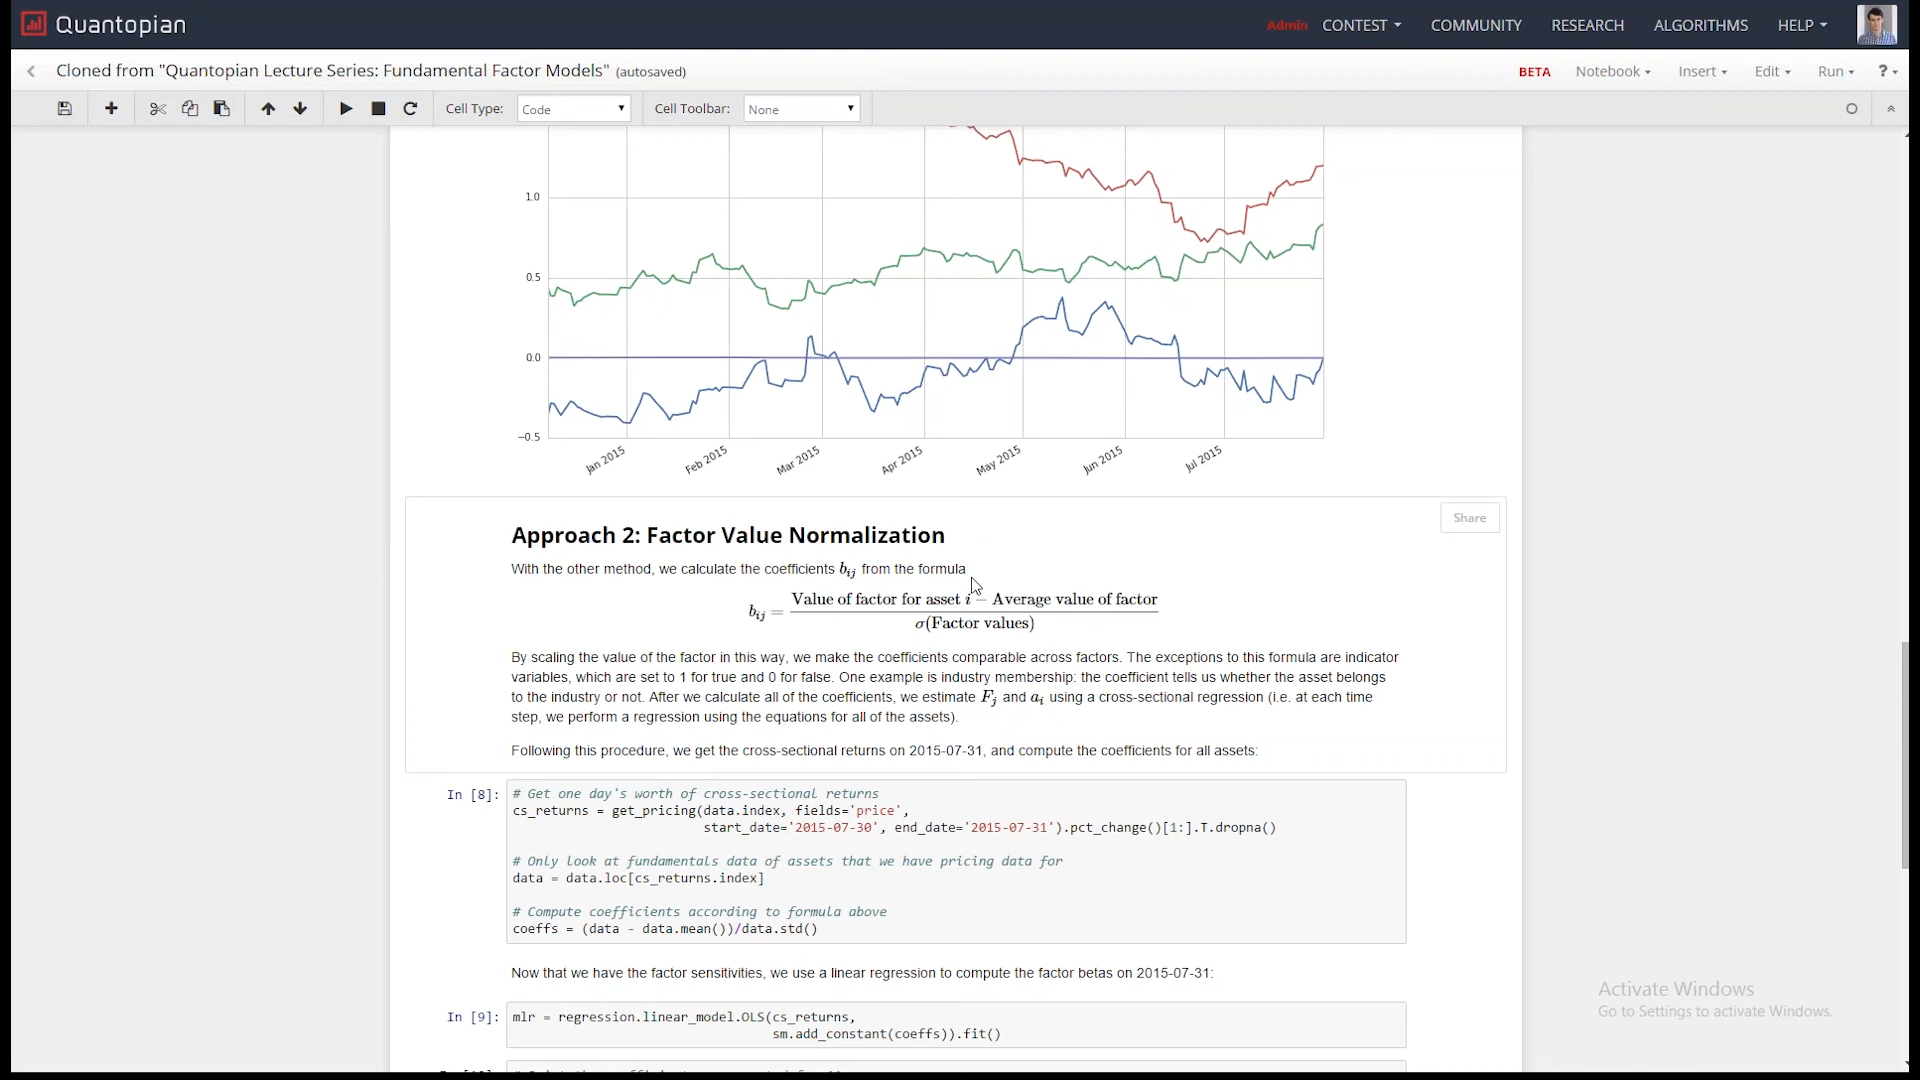 Quantopian
Admin CONTEST COMMUNITY RESEARCH ALGORITHMS HELP
Cloned from "Quantopian Lecture Series: Fundamental Factor Models" (autosaved)
BETA Notebook Insert Edit Run ?
Cell Type: Code Cell Toolbar: None
1.0
0.5
0.0
−0.5
Jan 2015 Feb 2015 Mar 2015 Apr 2015 May 2015 Jun 2015 Jul 2015
Share
Approach 2: Factor Value Normalization
With the other method, we calculate the coefficients b_ij from the formula
b_ij = Value of factor for asset i − Average value of factor
σ(Factor values)
By scaling the value of the factor in this way, we make the coefficients comparable across factors. The exceptions to this formula are indicator
variables, which are set to 1 for true and 0 for false. One example is industry membership: the coefficient tells us whether the asset belongs
to the industry or not. After we calculate all of the coefficients, we estimate F_j and a_i using a cross-sectional regression (i.e. at each time
step, we perform a regression using the equations for all of the assets).
Following this procedure, we get the cross-sectional returns on 2015-07-31, and compute the coefficients for all assets:
In [8]: # Get one day's worth of cross-sectional returns
cs_returns = get_pricing(data.index, fields='price',
start_date='2015-07-30', end_date='2015-07-31').pct_change()[1:].T.dropna()
# Only look at fundamentals data of assets that we have pricing data for
data = data.loc[cs_returns.index]
# Compute coefficients according to formula above
coeffs = (data - data.mean())/data.std()
Now that we have the factor sensitivities, we use a linear regression to compute the factor betas on 2015-07-31:
In [9]: mlr = regression.linear_model.OLS(cs_returns,
sm.add_constant(coeffs)).fit()
Activate Windows
Go to Settings to activate Windows.